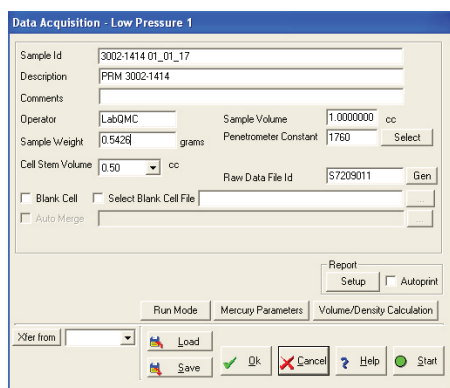 Data Acquisition - Low Pressure 1
Sample Id 3002-1414 01_01_17
Description PRM 3002-1414
Comments
Operator LabQMC Sample Volume 1.0000000 cc
Sample Weight 0.5426 grams Penetrometer Constant 1760 Select
Cell Stem Volume 0.50 cc Raw Data File Id S7209011 Gen
Blank Cell Select Blank Cell File ...
Auto Merge ...
Report
Setup Autoprint
Run Mode Mercury Parameters Volume/Density Calculation
Xfer from Load
Save Ok Cancel Help Start